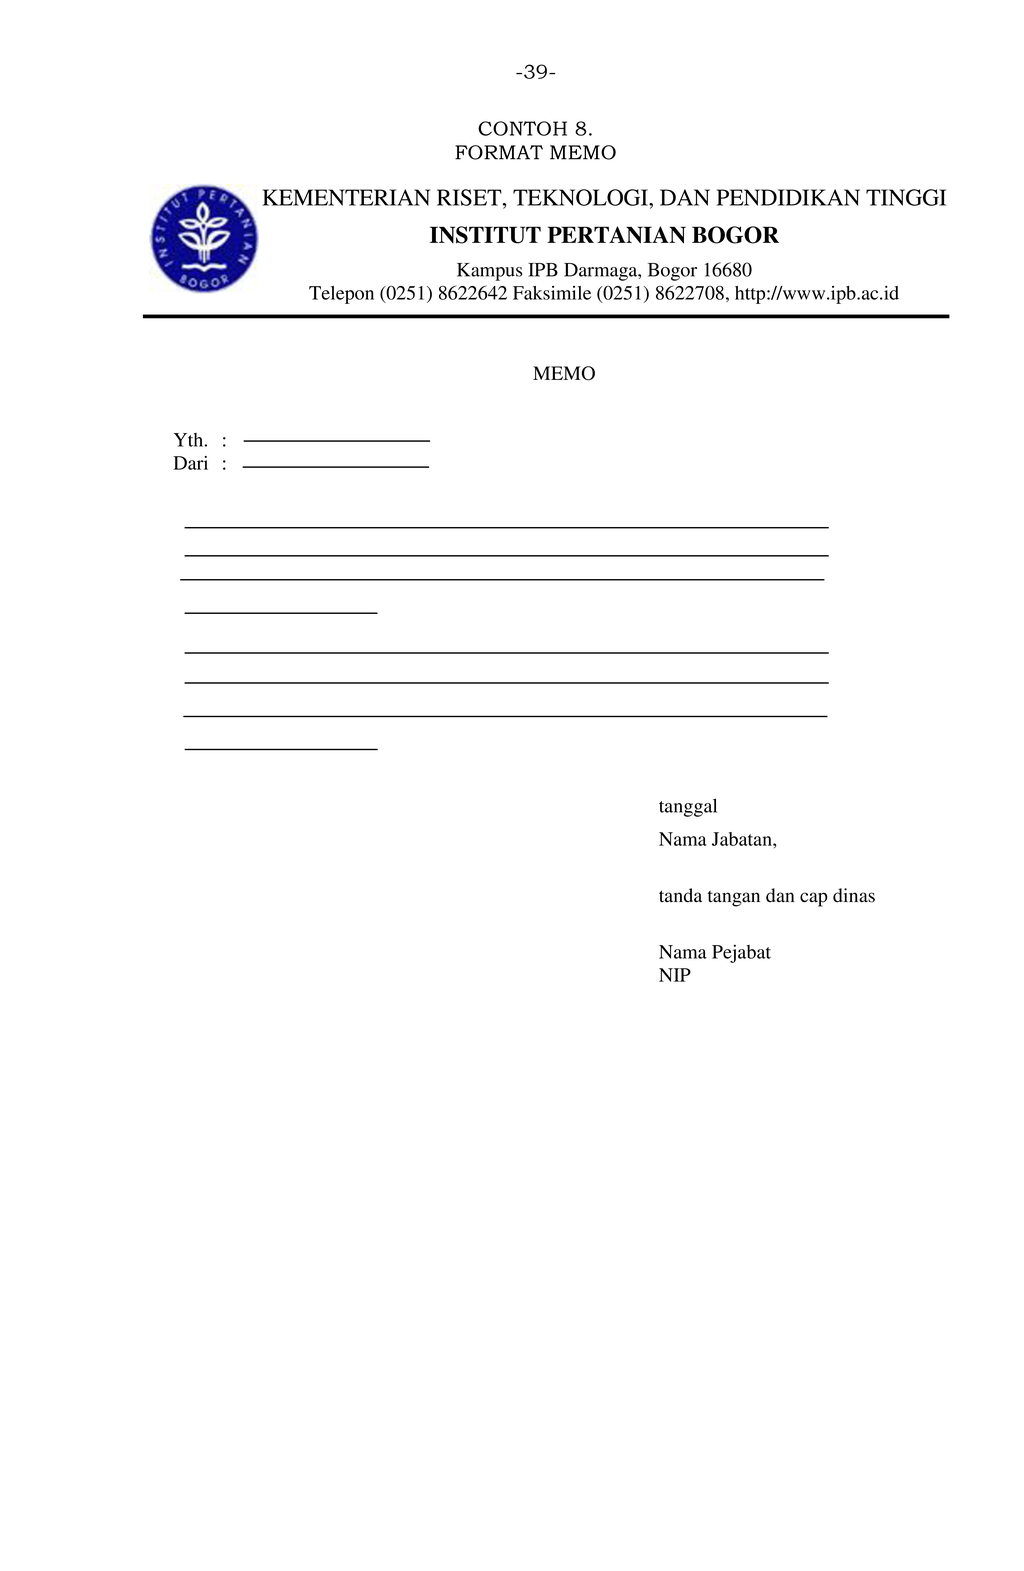 -39-
CONTOH 8.
FORMAT MEMO
INSTITUT PERTANIAN BOGOR
KEMENTERIAN RISET, TEKNOLOGI, DAN PENDIDIKAN TINGGI
INSTITUT PERTANIAN BOGOR
Kampus IPB Darmaga, Bogor 16680
Telepon (0251) 8622642 Faksimile (0251) 8622708, http://www.ipb.ac.id
MEMO
Yth. :
Dari :
tanggal
Nama Jabatan,
tanda tangan dan cap dinas
Nama Pejabat
NIP